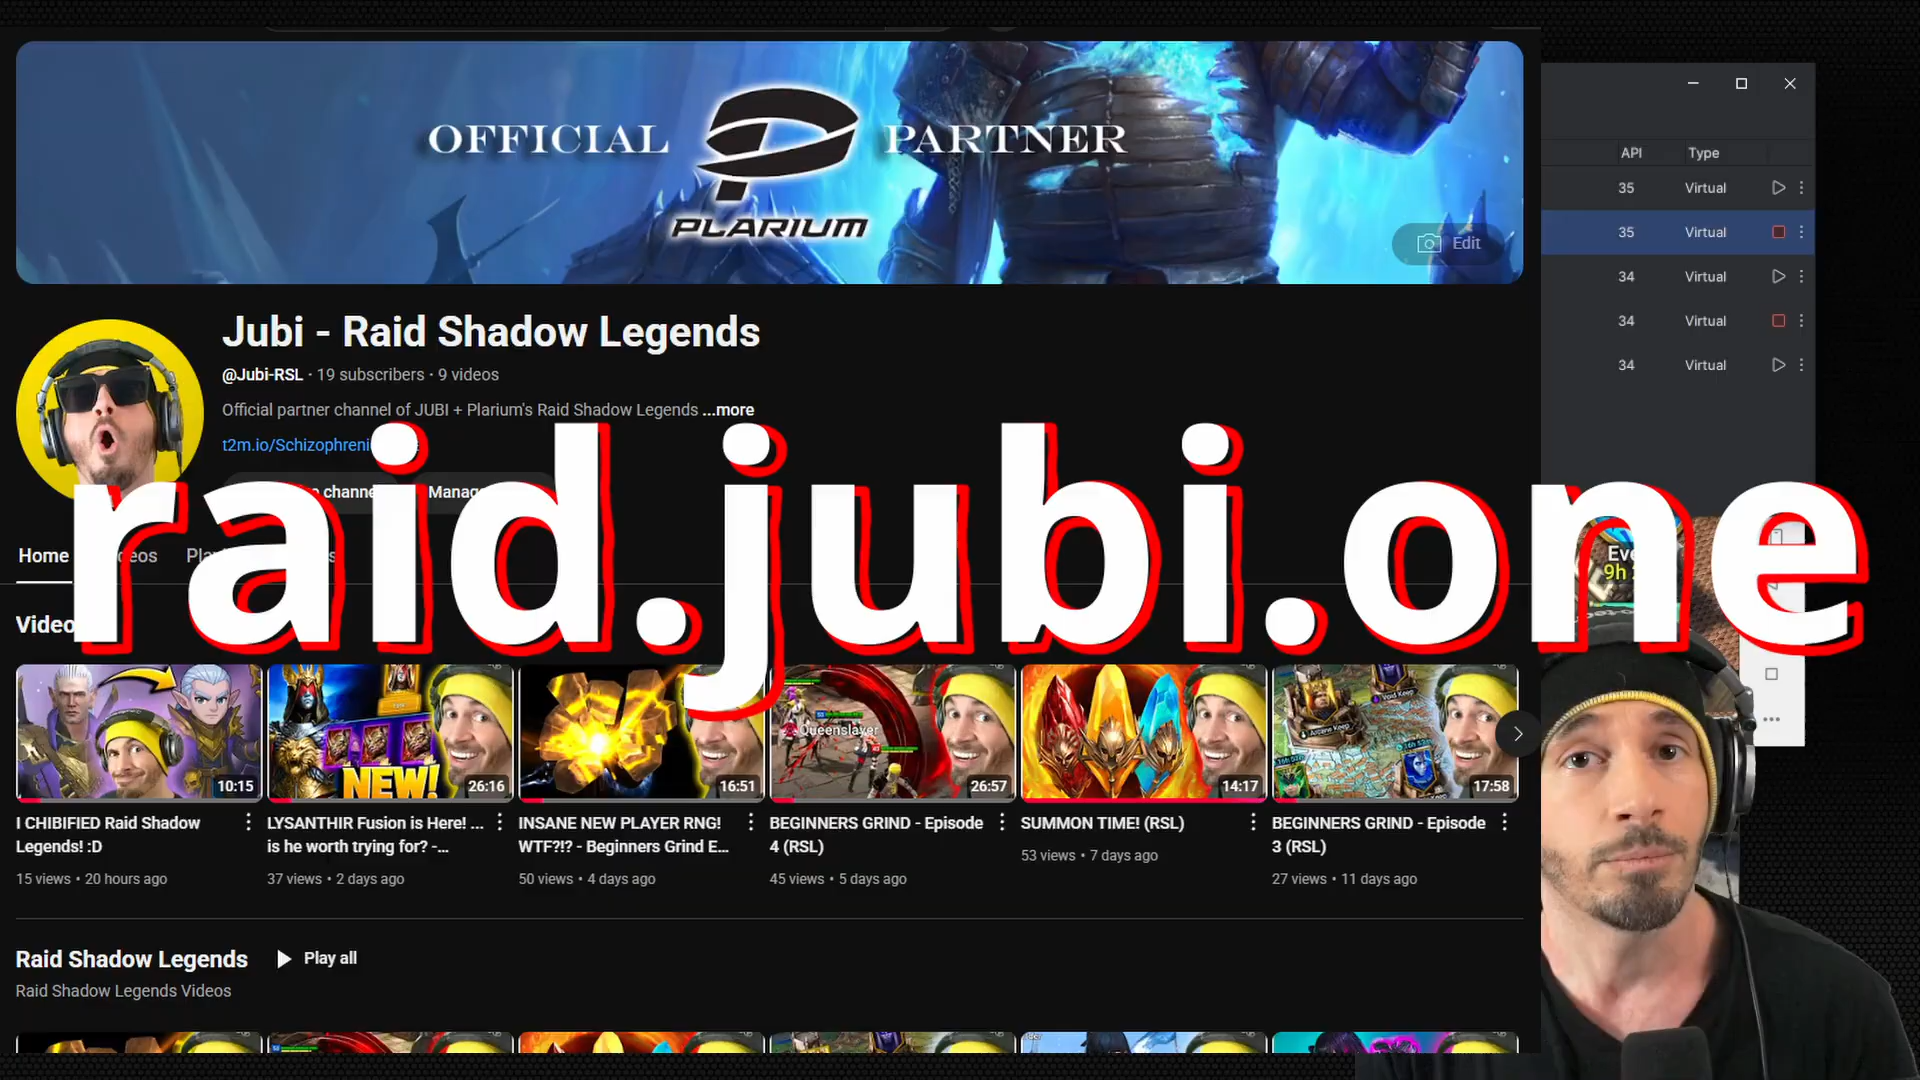 OFFICIAL
PARTNER
PLARIUM
Edit
API
Type
35
Virtual
35
Virtual
34
Virtual
34
Virtual
34
Virtual
Jubi - Raid Shadow Legends
@Jubi-RSL · 19 subscribers · 9 videos
Official partner channel of JUBI + Plarium's Raid Shadow Legends ...more
raid.jubi.one
Home
NEW!
Queenslayer
Arcane Keep
Void Keep
10:15
26:16
16:51
26:57
14:17
17:58
I CHIBIFIED Raid Shadow
Legends! :D
15 views • 20 hours ago
LYSANTHIR Fusion is Here! ...
is he worth trying for? -...
37 views • 2 days ago
INSANE NEW PLAYER RNG!
WTF?!? - Beginners Grind E...
50 views • 4 days ago
BEGINNERS GRIND - Episode
4 (RSL)
45 views • 5 days ago
SUMMON TIME! (RSL)
53 views • 7 days ago
BEGINNERS GRIND - Episode
3 (RSL)
27 views • 11 days ago
Raid Shadow Legends
Play all
Raid Shadow Legends Videos